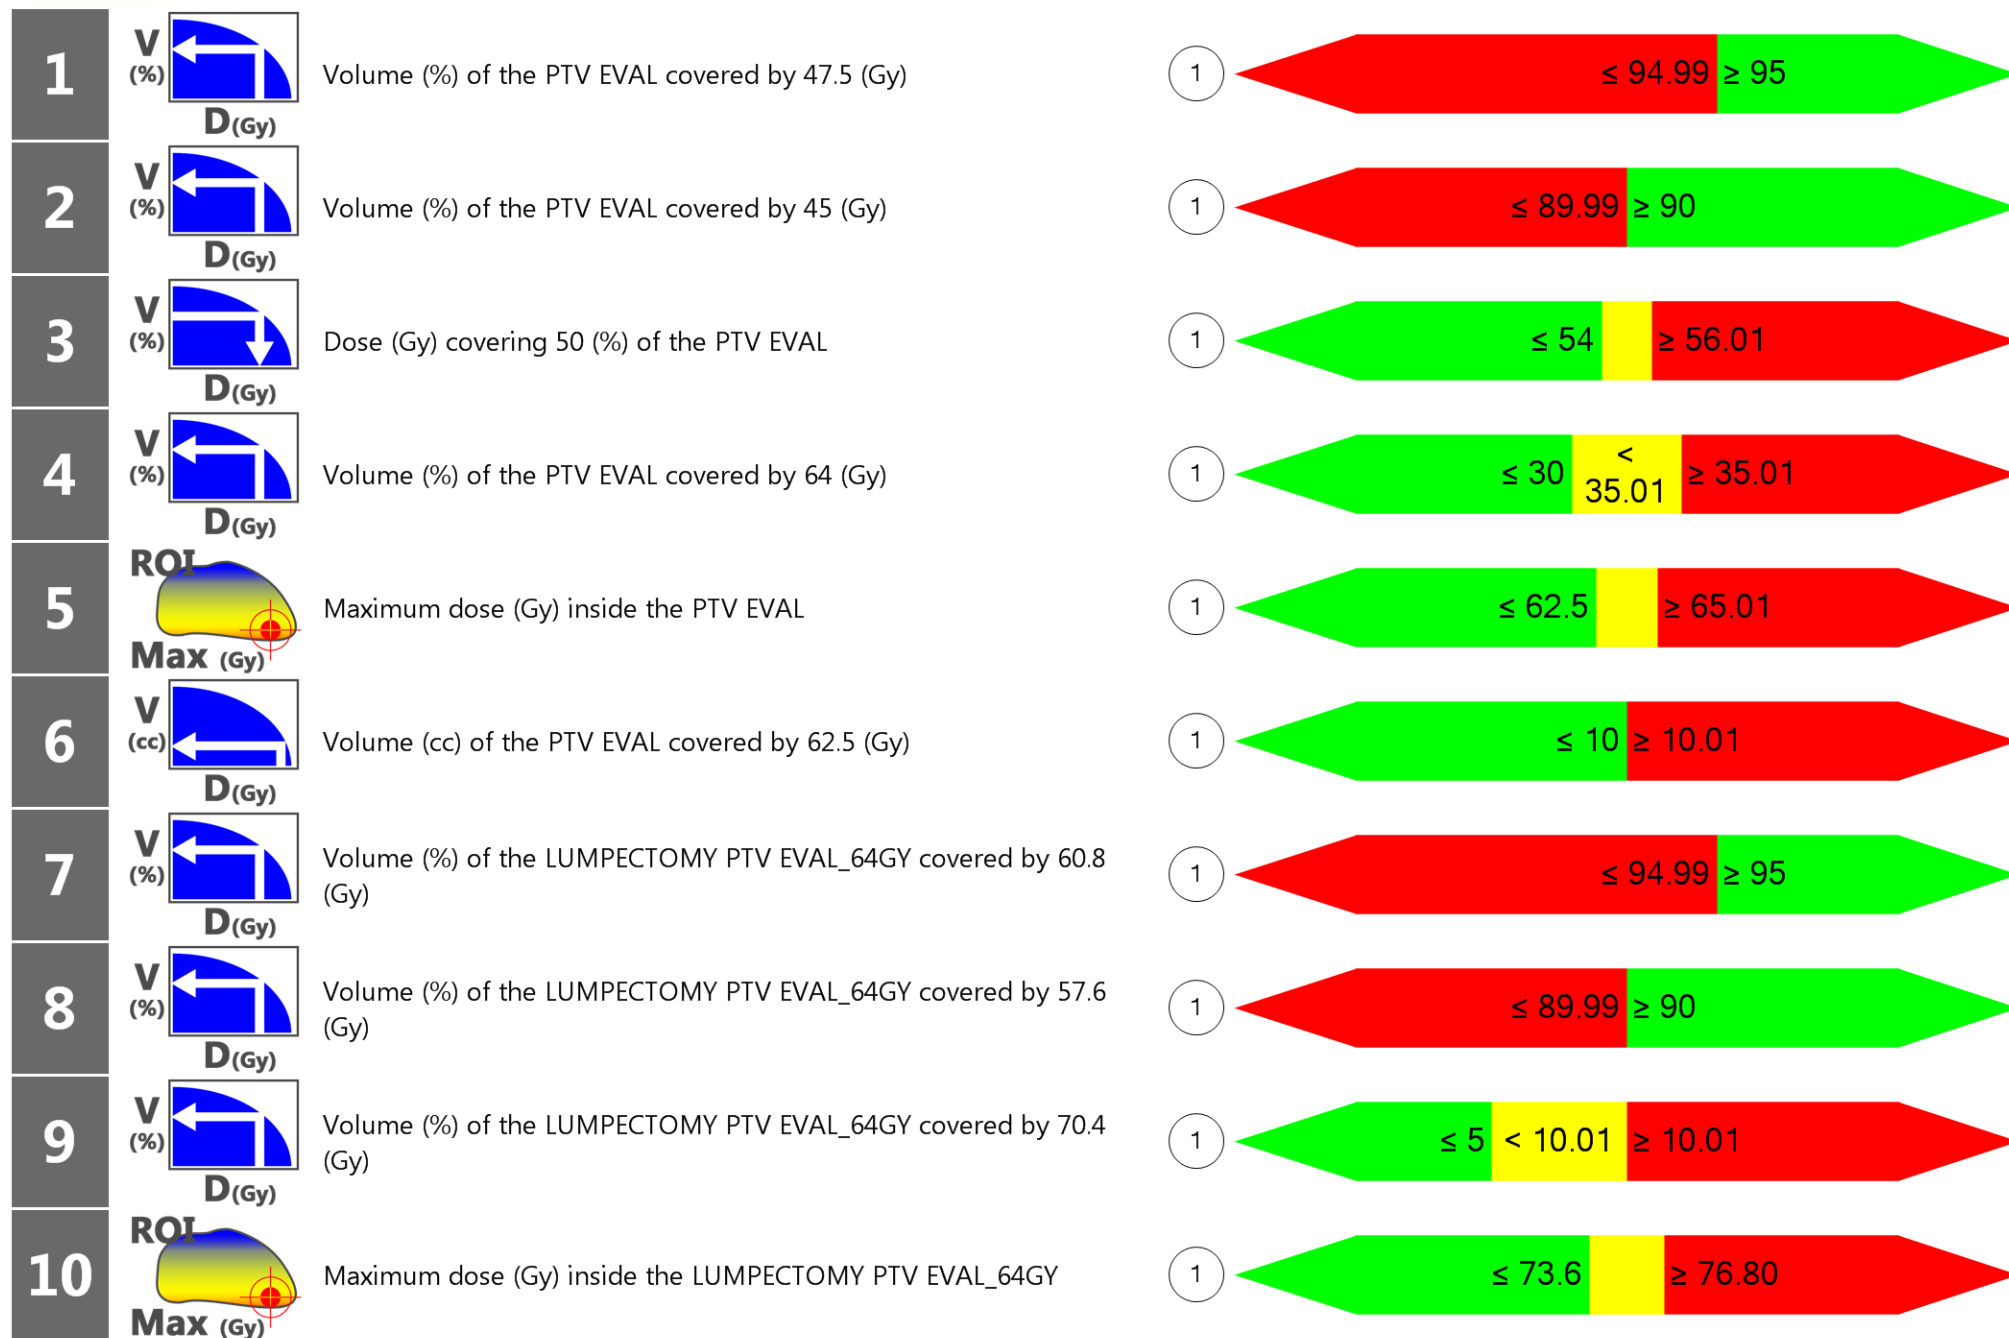 1
V
(%)
D(Gy)
Volume (%) of the PTV EVAL covered by 47.5 (Gy)
1
≤ 94.99 ≥ 95
2
V
(%)
D(Gy)
Volume (%) of the PTV EVAL covered by 45 (Gy)
1
≤ 89.99 ≥ 90
3
V
(%)
D(Gy)
Dose (Gy) covering 50 (%) of the PTV EVAL
1
≤ 54 ≥ 56.01
4
V
(%)
D(Gy)
Volume (%) of the PTV EVAL covered by 64 (Gy)
1
≤ 30
<
35.01
≥ 35.01
5
ROI
Max (Gy)
Maximum dose (Gy) inside the PTV EVAL
1
≤ 62.5 ≥ 65.01
6
V
(cc)
D(Gy)
Volume (cc) of the PTV EVAL covered by 62.5 (Gy)
1
≤ 10 ≥ 10.01
7
V
(%)
D(Gy)
Volume (%) of the LUMPECTOMY PTV EVAL_64GY covered by 60.8
(Gy)
1
≤ 94.99 ≥ 95
8
V
(%)
D(Gy)
Volume (%) of the LUMPECTOMY PTV EVAL_64GY covered by 57.6
(Gy)
1
≤ 89.99 ≥ 90
9
V
(%)
D(Gy)
Volume (%) of the LUMPECTOMY PTV EVAL_64GY covered by 70.4
(Gy)
1
≤ 5 < 10.01 ≥ 10.01
10
ROI
Max (Gy)
Maximum dose (Gy) inside the LUMPECTOMY PTV EVAL_64GY
1
≤ 73.6 ≥ 76.80